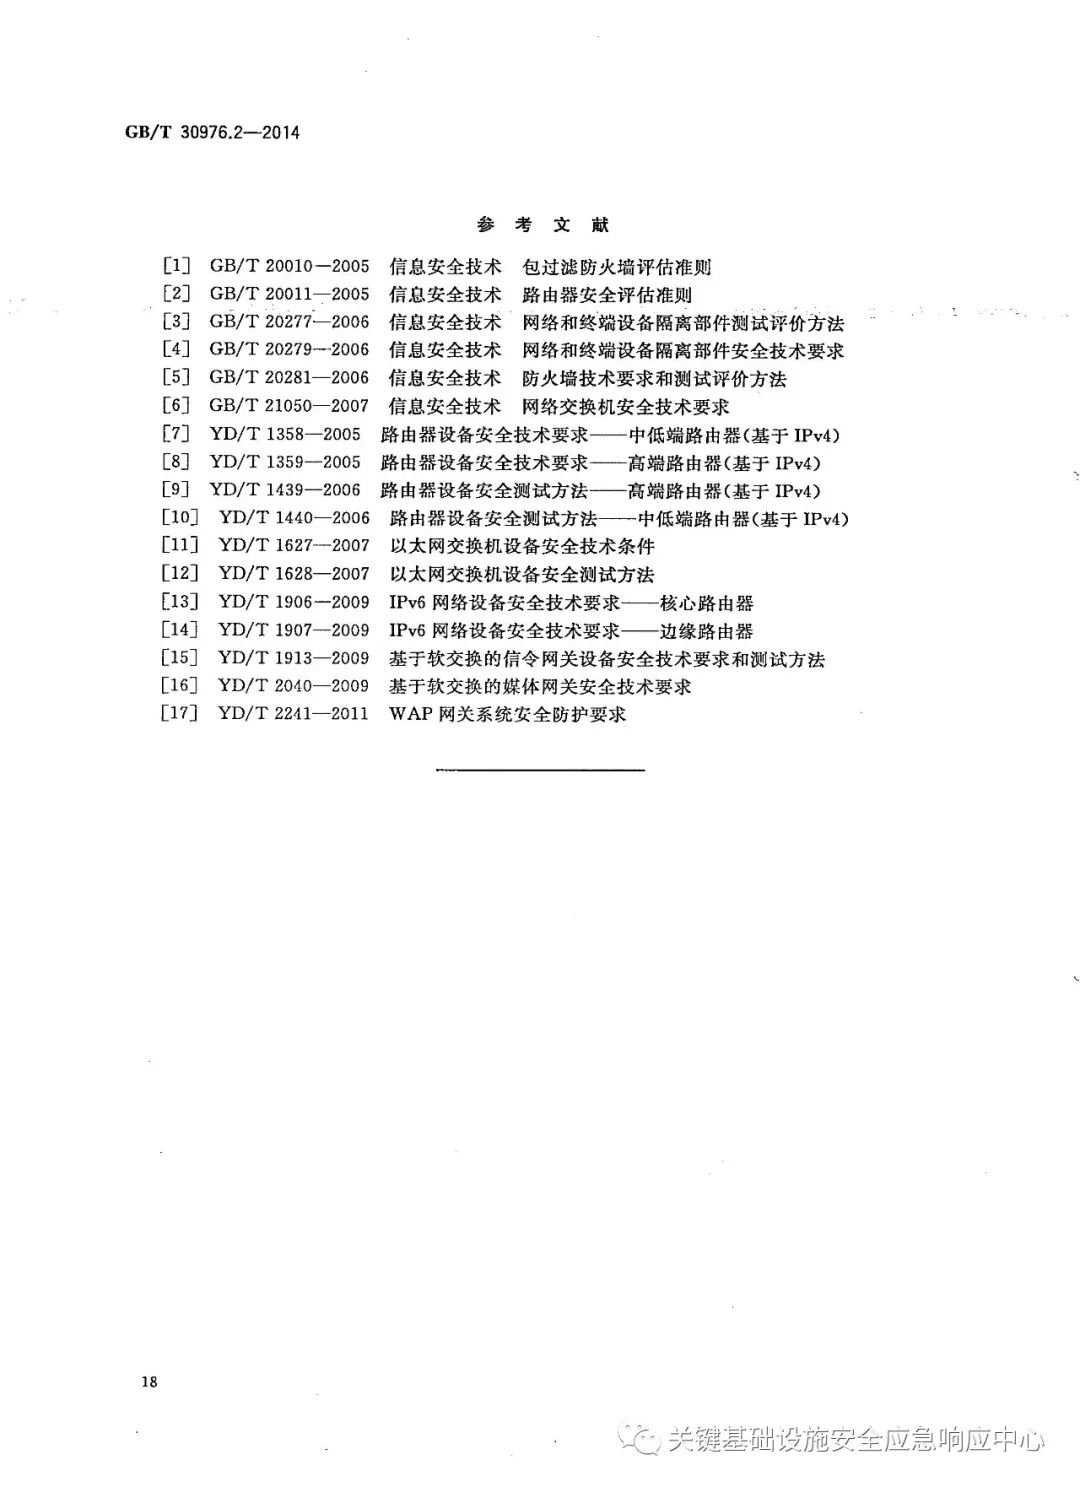 GB/T 30976.2—2014
参 考 文 献
[1] GB/T 20010—2005 信息安全技术 包过滤防火墙评估准则
[2] GB/T 20011—2005 信息安全技术 路由器安全评估准则
[3] GB/T 20277—2006 信息安全技术 网络和终端设备隔离部件测试评价方法
[4] GB/T 20279—2006 信息安全技术 网络和终端设备隔离部件安全技术要求
[5] GB/T 20281—2006 信息安全技术 防火墙技术要求和测试评价方法
[6] GB/T 21050—2007 信息安全技术 网络交换机安全技术要求
[7] YD/T 1358—2005 路由器设备安全技术要求——中低端路由器(基于 IPv4)
[8] YD/T 1359—2005 路由器设备安全技术要求——高端路由器(基于 IPv4)
[9] YD/T 1439—2006 路由器设备安全测试方法——高端路由器(基于 IPv4)
[10] YD/T 1440—2006 路由器设备安全测试方法——中低端路由器(基于 IPv4)
[11] YD/T 1627—2007 以太网交换机设备安全技术条件
[12] YD/T 1628—2007 以太网交换机设备安全测试方法
[13] YD/T 1906—2009 IPv6 网络设备安全技术要求——核心路由器
[14] YD/T 1907—2009 IPv6 网络设备安全技术要求——边缘路由器
[15] YD/T 1913—2009 基于软交换的信令网关设备安全技术要求和测试方法
[16] YD/T 2040—2009 基于软交换的媒体网关安全技术要求
[17] YD/T 2241—2011 WAP 网关系统安全防护要求
18
关键基础设施安全应急响应中心